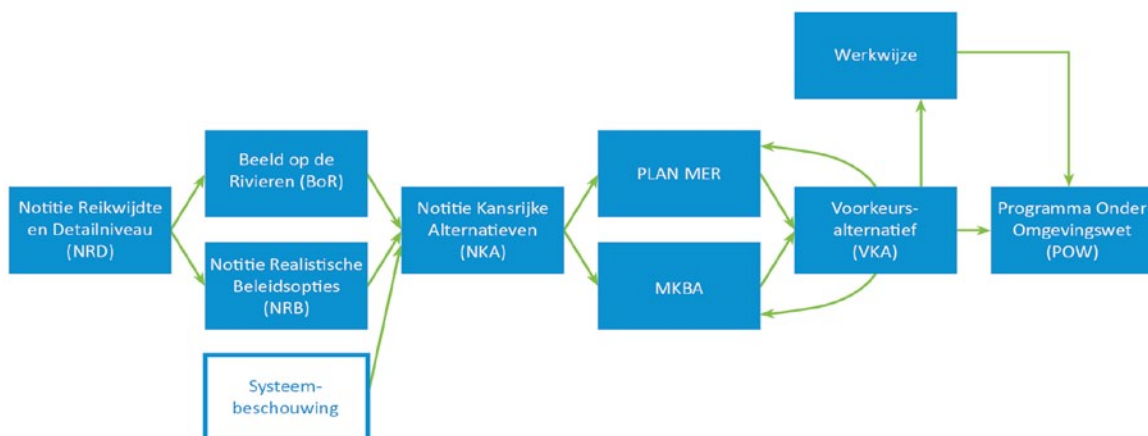 Notitie Reikwijdte
en Detailniveau
(NRD)
Beeld op de
Rivieren (BoR)
Notitie Realistische
Beleidsopties
(NRB)
Systeem-
beschouwing
Notitie Kansrijke
Alternatieven
(NKA)
PLAN MER
MKBA
Voorkeurs-
alternatief
(VKA)
Werkwijze
Programma Onder
Omgevingswet
(POW)